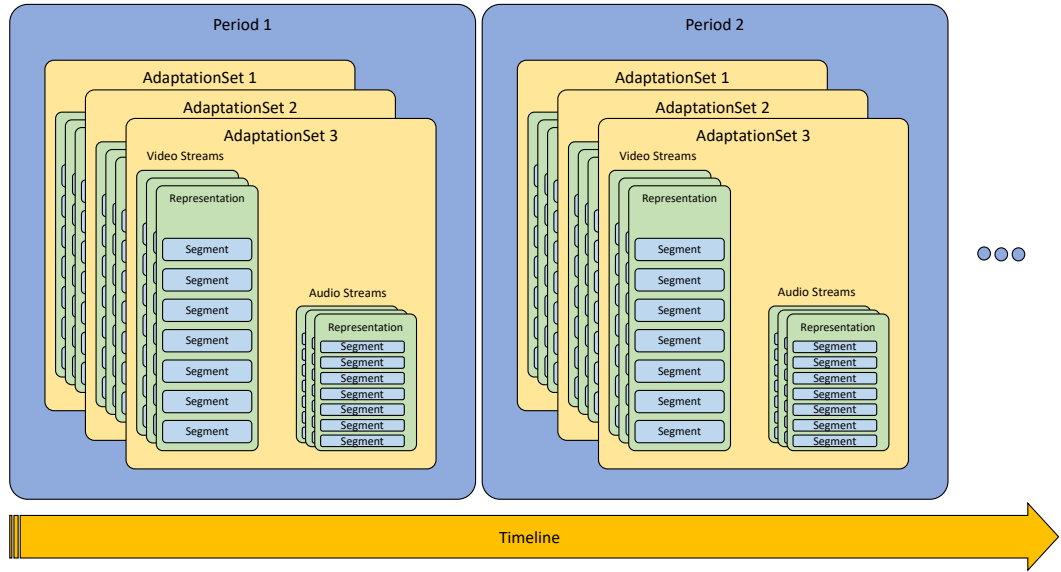 Period 1
AdaptationSet 1
AdaptationSet 2
AdaptationSet 3
Video Streams
Representation
Segment
Segment
Segment
Segment
Segment
Segment
Segment
Audio Streams
Representation
Segment
Segment
Segment
Segment
Segment
Segment
Segment
Period 2
AdaptationSet 1
AdaptationSet 2
AdaptationSet 3
Video Streams
Representation
Segment
Segment
Segment
Segment
Segment
Segment
Segment
Audio Streams
Representation
Segment
Segment
Segment
Segment
Segment
Segment
Segment
Timeline